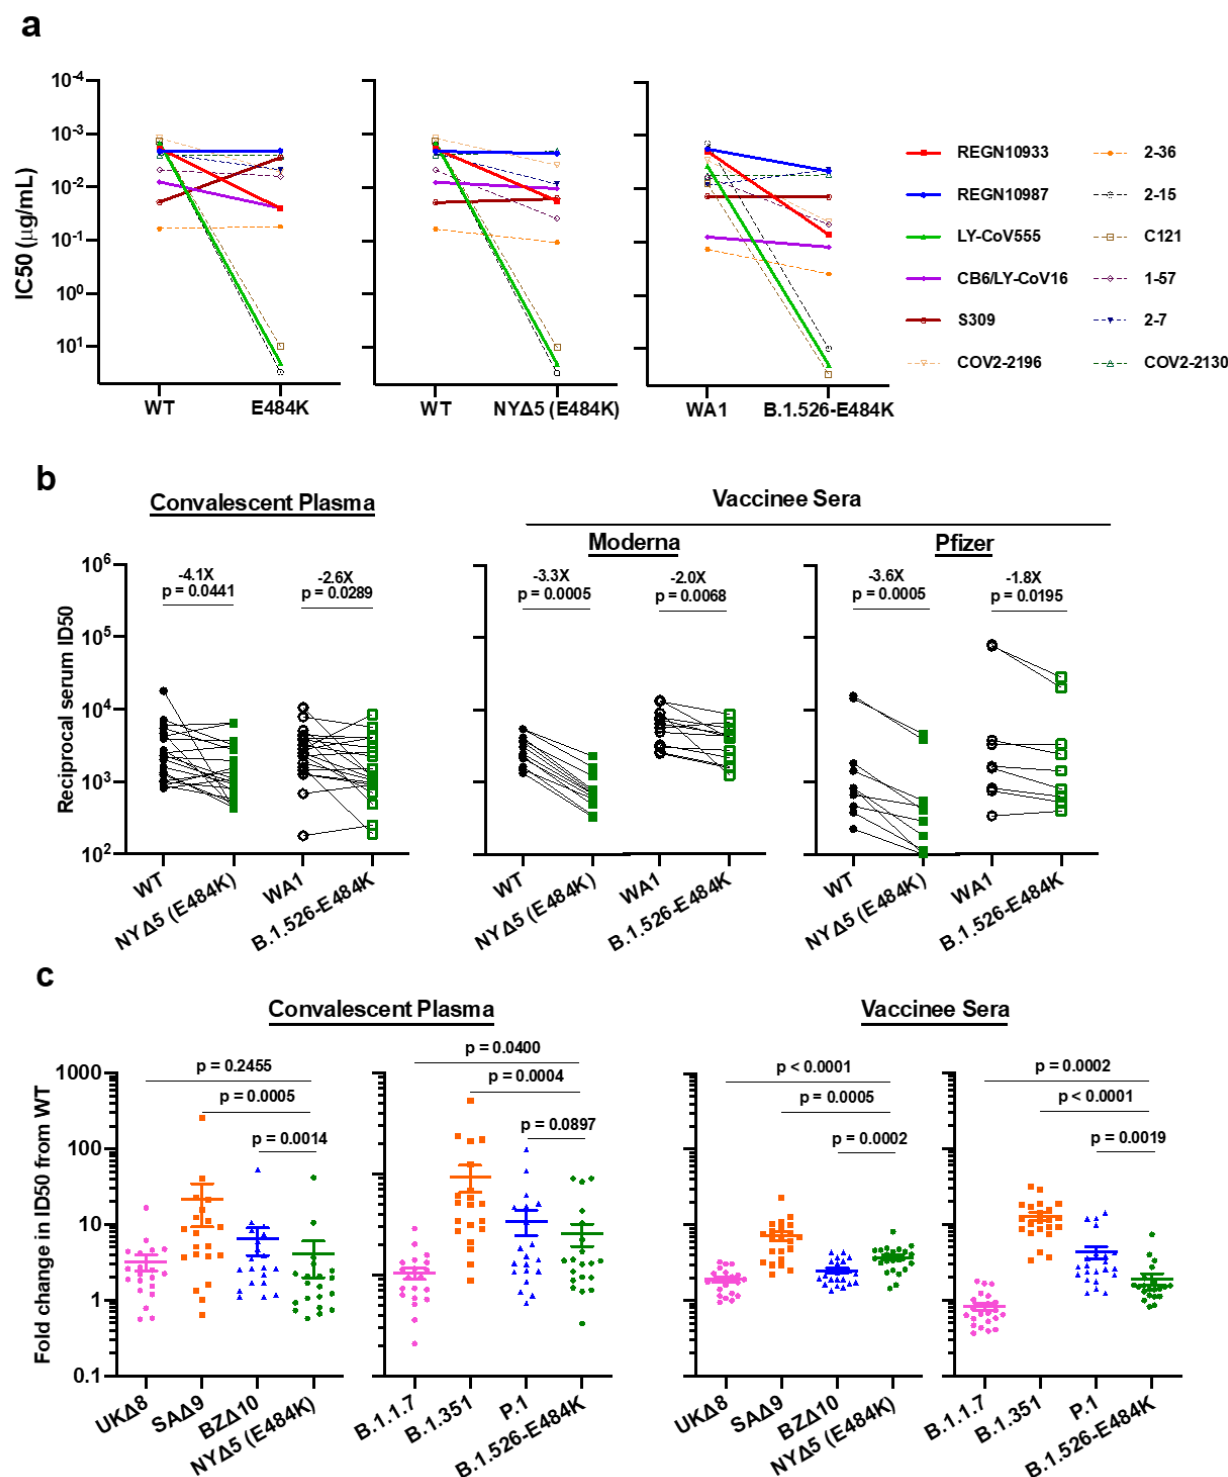 a
IC50 (μg/mL)
10-4
10-3
10-2
10-1
100
101
WT
E484K
WT
NYΔ5 (E484K)
WA1
B.1.526-E484K
REGN10933
REGN10987
LY-CoV555
CB6/LY-CoV16
S309
COV2-2196
2-36
2-15
C121
1-57
2-7
COV2-2130
b
Convalescent Plasma
Vaccinee Sera
Moderna
Pfizer
Reciprocal serum ID50
106
105
104
103
102
-4.1X
p = 0.0441
-2.6X
p = 0.0289
-3.3X
p = 0.0005
-2.0X
p = 0.0068
-3.6X
p = 0.0005
-1.8X
p = 0.0195
WT
NYΔ5 (E484K)
WA1
B.1.526-E484K
WT
NYΔ5 (E484K)
WA1
B.1.526-E484K
WT
NYΔ5 (E484K)
WA1
B.1.526-E484K
c
Convalescent Plasma
Vaccinee Sera
Fold change in ID50 from WT
1000
100
10
1
0.1
p = 0.2455
p = 0.0005
p = 0.0014
p = 0.0400
p = 0.0004
p = 0.0897
p < 0.0001
p = 0.0005
p = 0.0002
p = 0.0002
p < 0.0001
p = 0.0019
UKΔ8
SAΔ9
BZΔ10
NYΔ5 (E484K)
B.1.1.7
B.1.351
P.1
B.1.526-E484K
UKΔ8
SAΔ9
BZΔ10
NYΔ5 (E484K)
B.1.1.7
B.1.351
P.1
B.1.526-E484K